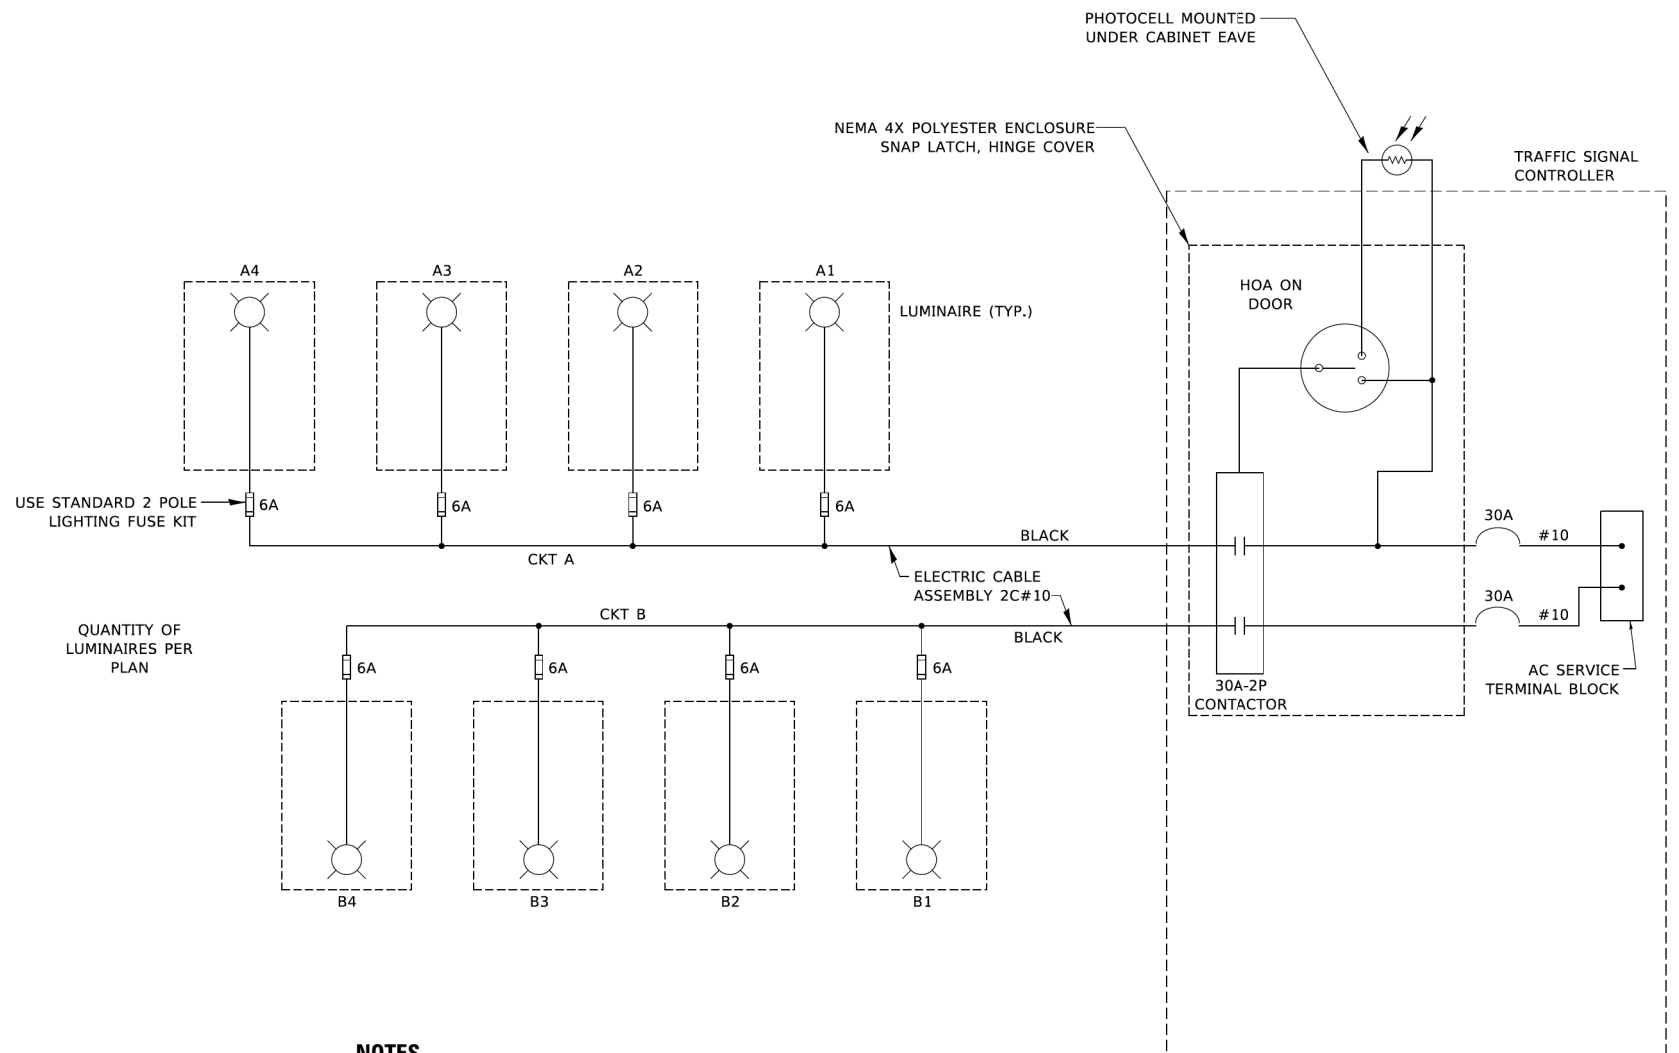 PHOTOCELL MOUNTED
UNDER CABINET EAVE
NEMA 4X POLYESTER ENCLOSURE
SNAP LATCH, HINGE COVER
TRAFFIC SIGNAL
CONTROLLER
HOA ON
DOOR
A4
A3
A2
A1
LUMINAIRE (TYP.)
USE STANDARD 2 POLE
LIGHTING FUSE KIT
6A
6A
6A
6A
CKT A
BLACK
30A
#10
ELECTRIC CABLE
ASSEMBLY 2C#10
CKT B
BLACK
30A
#10
QUANTITY OF
LUMINAIRES PER
PLAN
6A
6A
6A
6A
AC SERVICE
TERMINAL BLOCK
30A-2P
CONTACTOR
B4
B3
B2
B1
NOTES